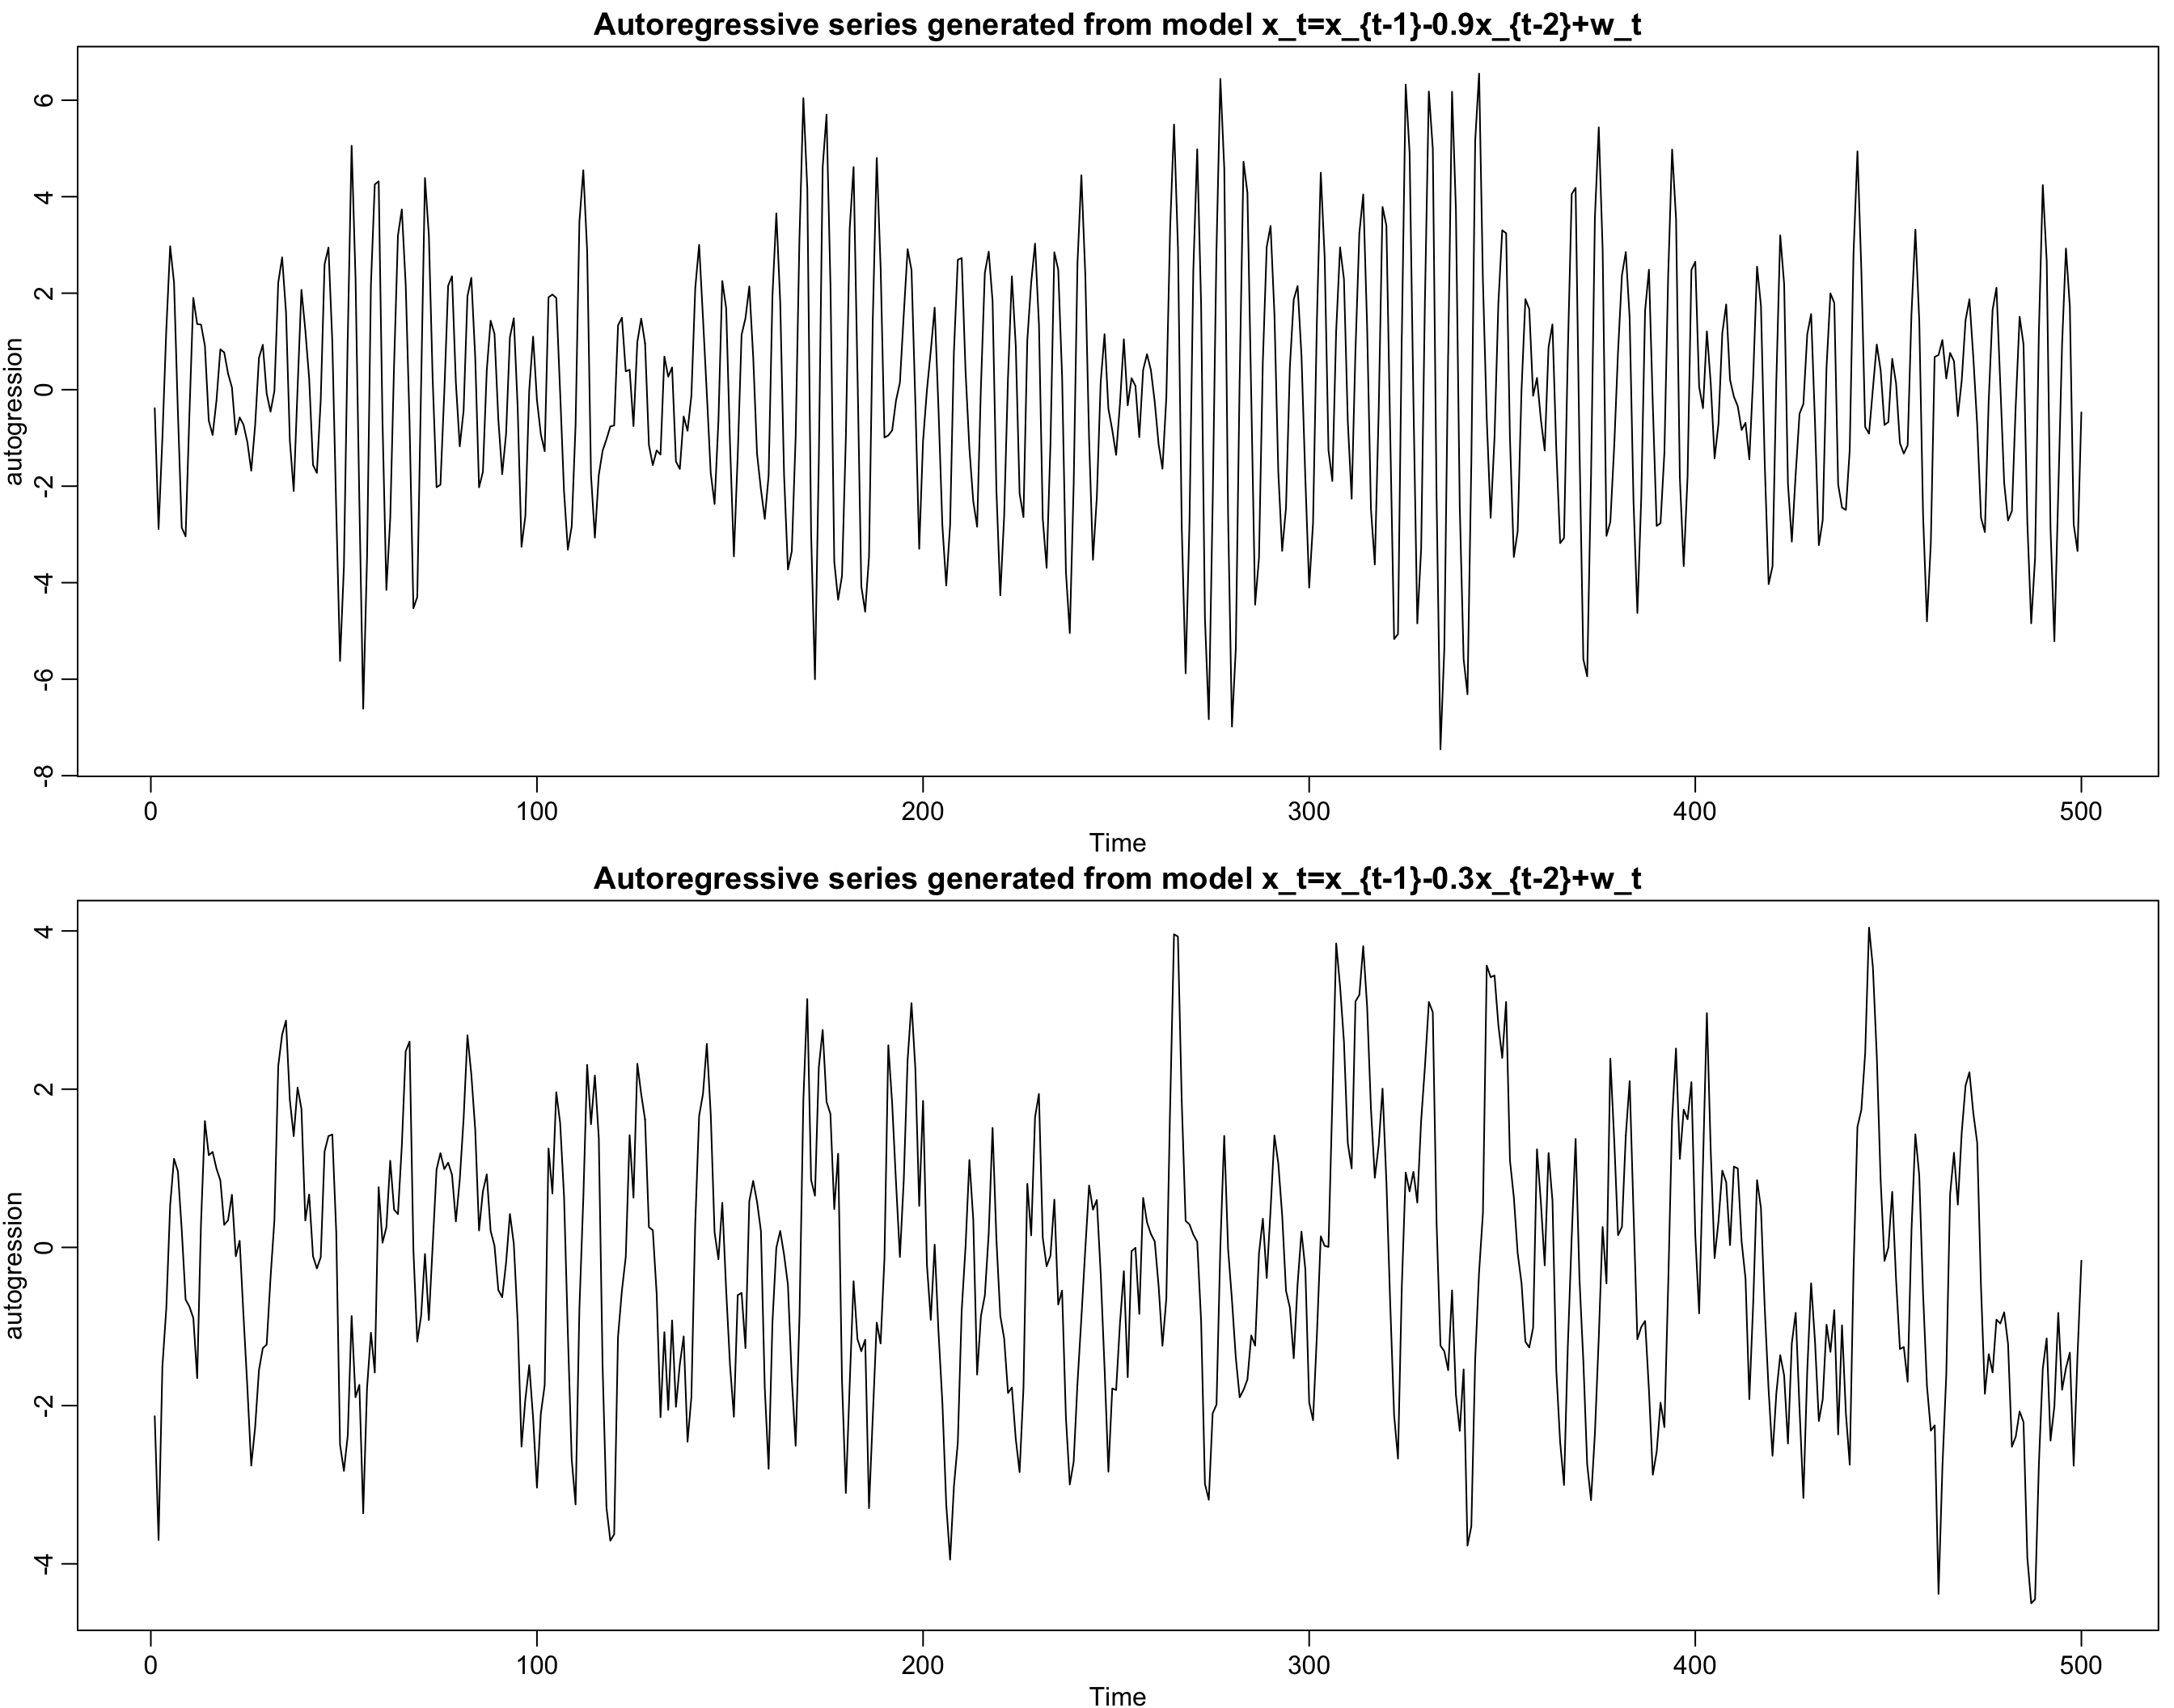 Autoregressive series generated from model x_t=x_{t-1}-0.9x_{t-2}+w_t
6
4
2
0
-2
-4
-6
-8
autogression
0 100 200 300 400 500
Time
Autoregressive series generated from model x_t=x_{t-1}-0.3x_{t-2}+w_t
4
2
0
-2
-4
autogression
0 100 200 300 400 500
Time